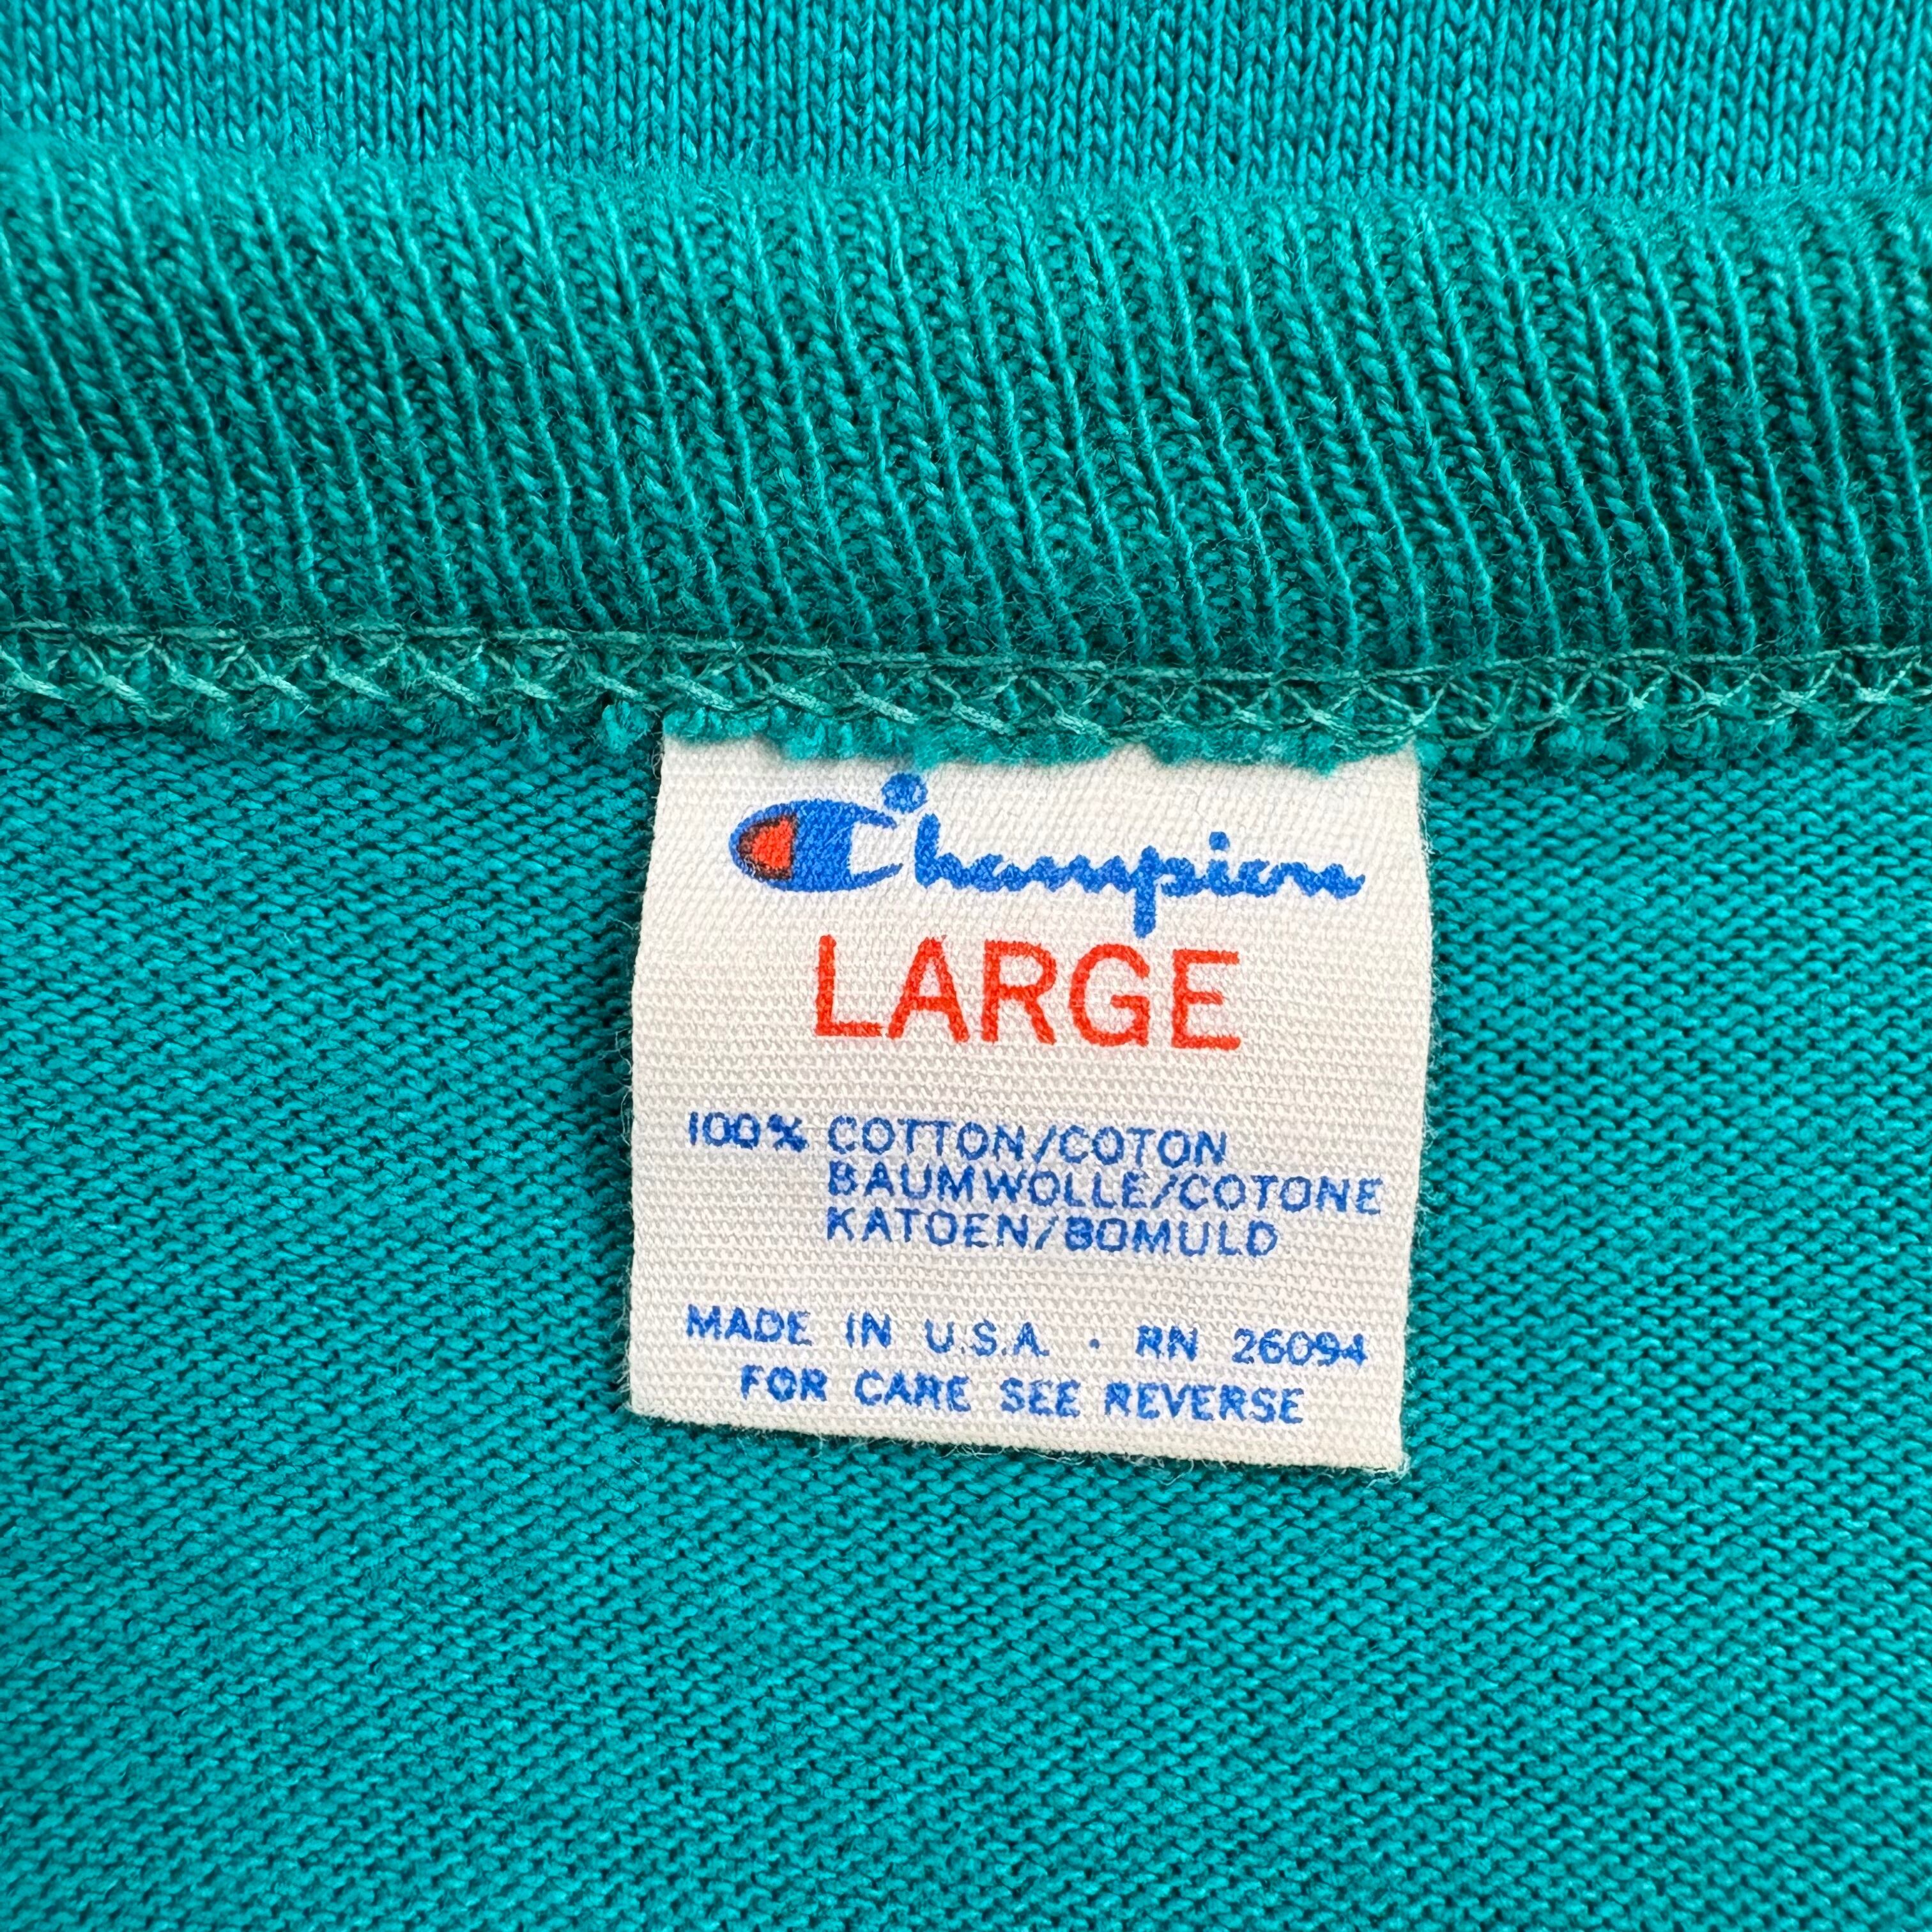 Champion
LARGE
100% COTTON/COTON
BAUMWOLLE/COTONE
KATOEN/BOMULD
MADE IN U.S.A. · RN 26094
FOR CARE SEE REVERSE